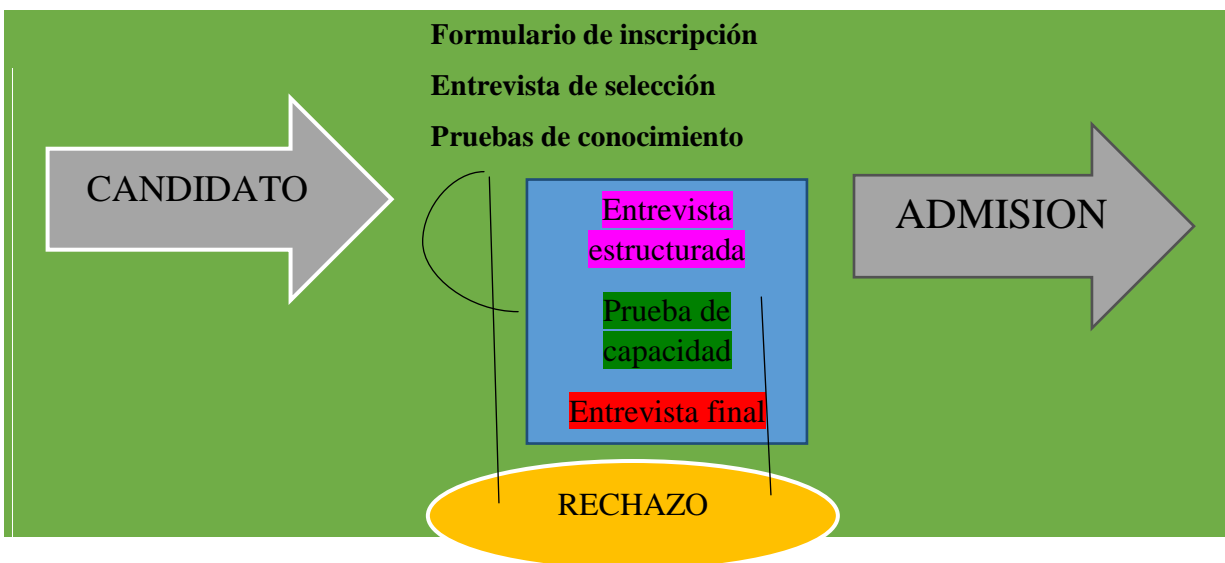 Formulario de inscripción
Entrevista de selección
Pruebas de conocimiento
CANDIDATO
Entrevista
estructurada
Prueba de
capacidad
Entrevista final
ADMISION
RECHAZO